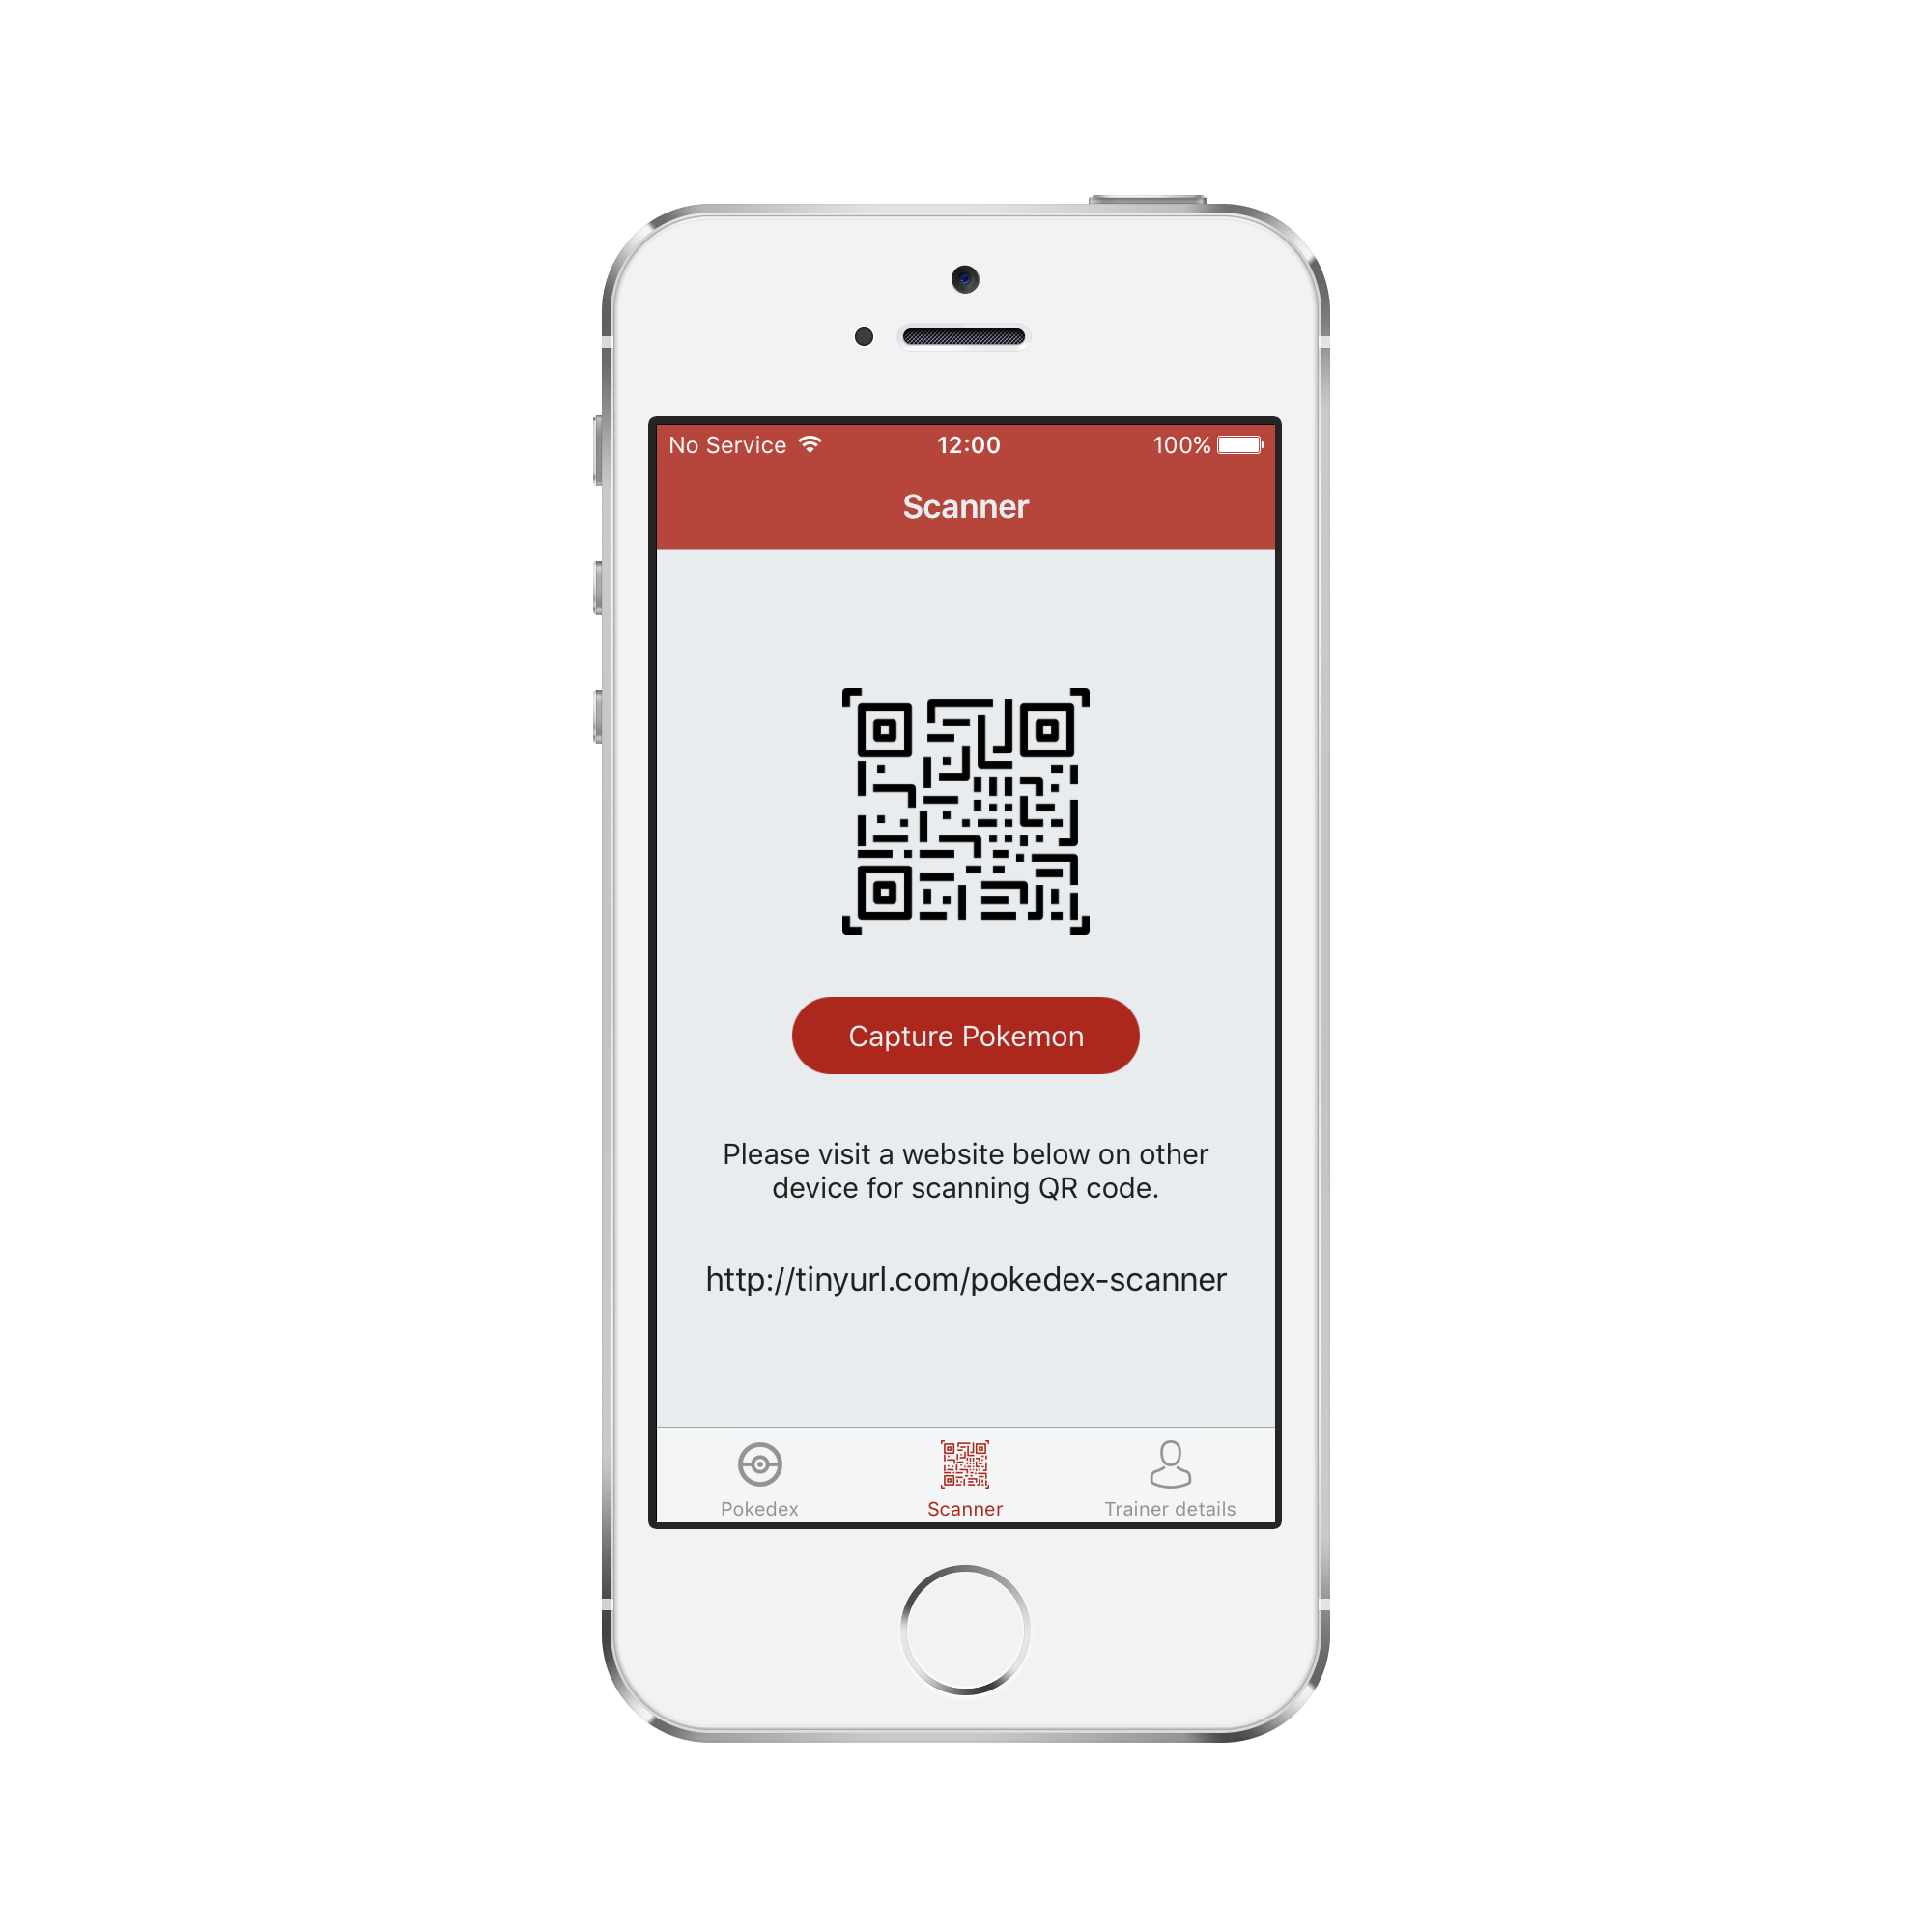 No Service 12:00 100%
Scanner
Capture Pokemon
Please visit a website below on other
device for scanning QR code.
http://tinyurl.com/pokedex-scanner
Pokedex Scanner Trainer details